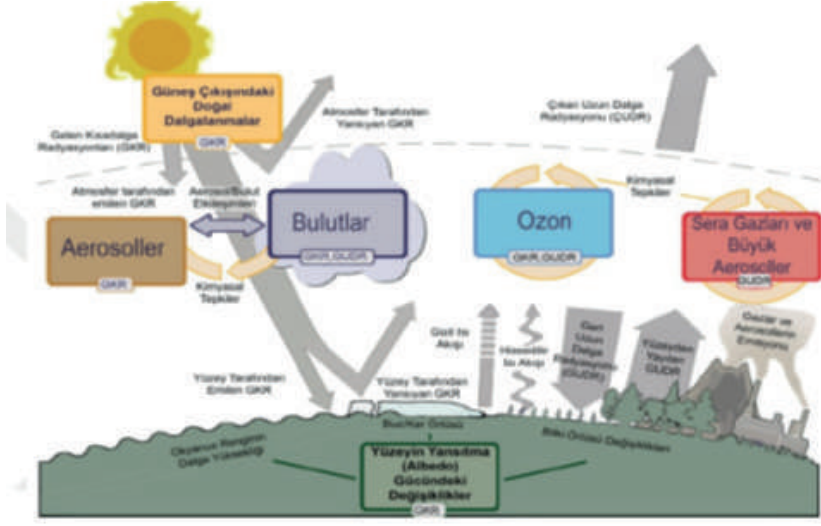 Güneş Çıkışındaki
Doğal
Dalgalanmalar
GKR
Gelen Kısadalga
Radyasyonları (GKR)
Atmosfer Tarafından
Yansıyan GKR
Çıkan Uzun Dalga
Radyasyonu (ÇUDR)
Atmosfer tarafından
emilen GKR
Aerosol/Bulut
Etkileşimleri
Kimyasal
Tepkiler
Aerosoller
GKR
Bulutlar
GKR,GUDR
Ozon
GKR,GUDR
Sera Gazları ve
Büyük
Aerosoller
GUDR
Kimyasal
Tepkiler
Gizli Isı
Akışı
Hissedilir
Isı Akışı
Geri
Uzun
Dalga
Radyasyonu
(GUDR)
Yüzeyden
Yayılan
GUDR
Gazlar ve
Aerosollerin
Emisyonu
Yüzey Tarafından
Emilen GKR
Yüzey Tarafından
Yansıyan GKR
Buz/Kar Örtüsü
Okyanus Renginin
Dalga Yüksekliği
Bitki Örtüsü Değişiklikleri
Yüzeyin Yansıtma
(Albedo)
Gücündeki
Değişiklikler
GKR